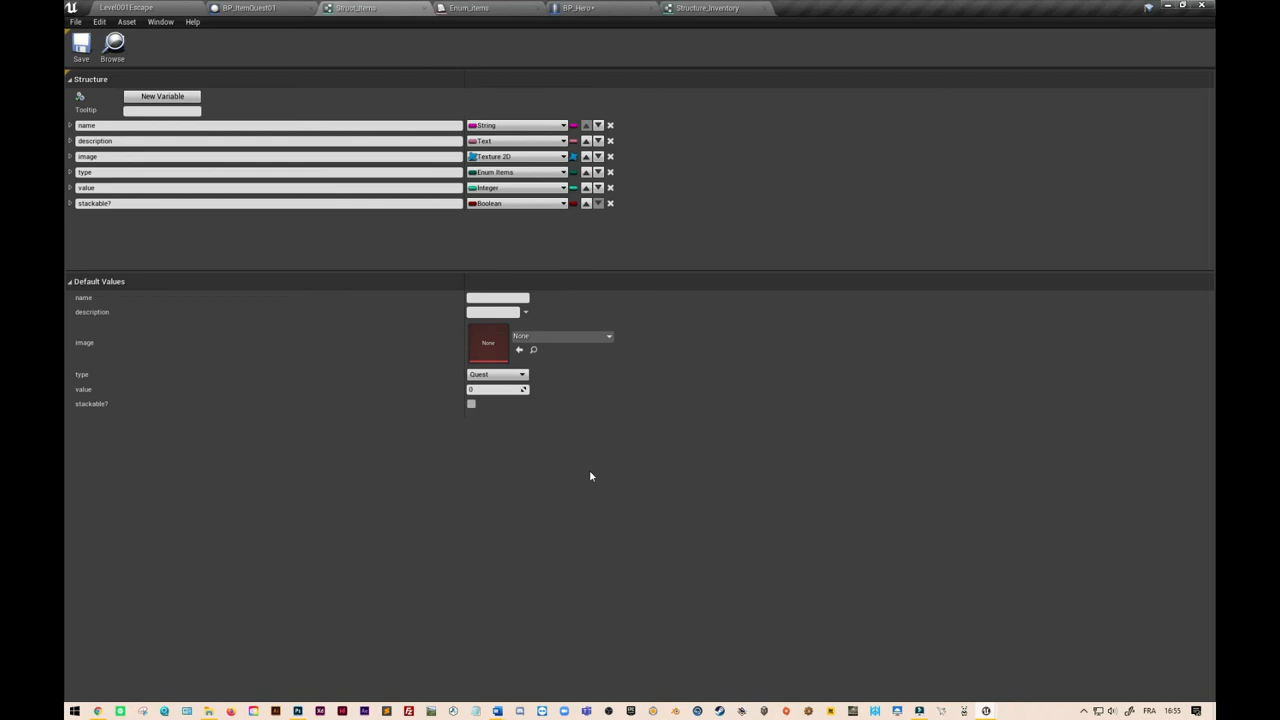 Level001Escape BP_ItemQuest01 Struct_items Enum_items BP_Hero* Structure_Inventory
File Edit Asset Window Help
Save Browse
Structure
New Variable
Tooltip
name String
description Text
image Texture 2D
type Enum Items
value Integer
stackable? Boolean
Default Values
name
description
image None None
type Quest
value 0
stackable?
FRA 16:55